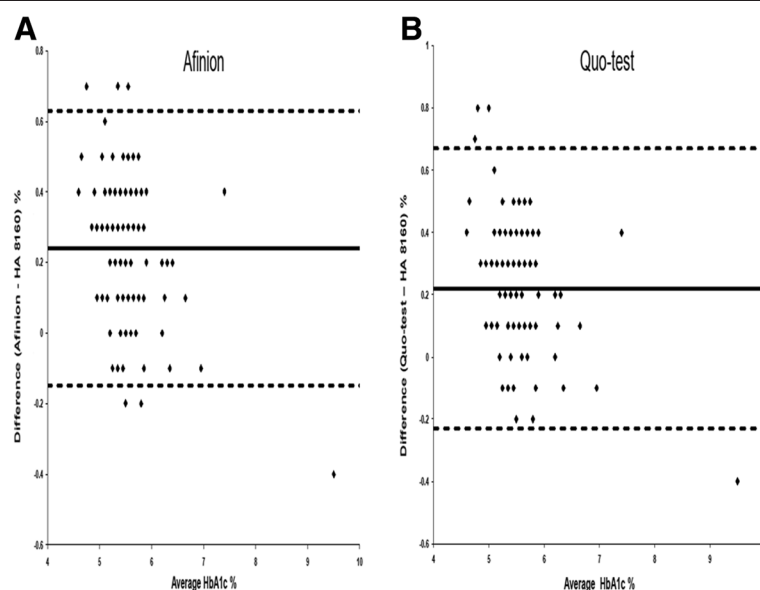 A
Afinion
0.8
0.6
0.4
0.2
0
-0.2
-0.4
-0.6
4 5 6 7 8 9 10
Difference (Afinion - HA 8160) %
Average HbA1c %
B
Quo-test
1
0.8
0.6
0.4
0.2
0
-0.2
-0.4
-0.6
4 5 6 7 8 9
Difference (Quo-test – HA 8160) %
Average HbA1c %